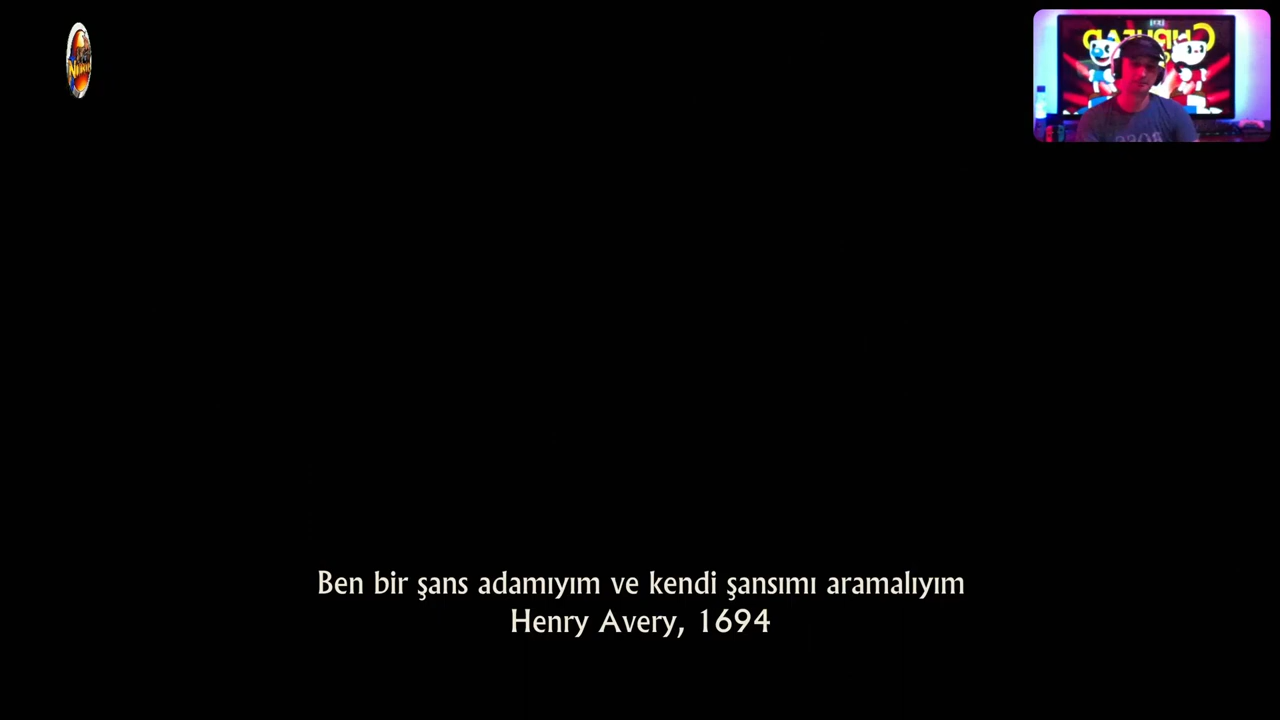 Ben bir şans adamıyım ve kendi şansımı aramalıyım
Henry Avery, 1694